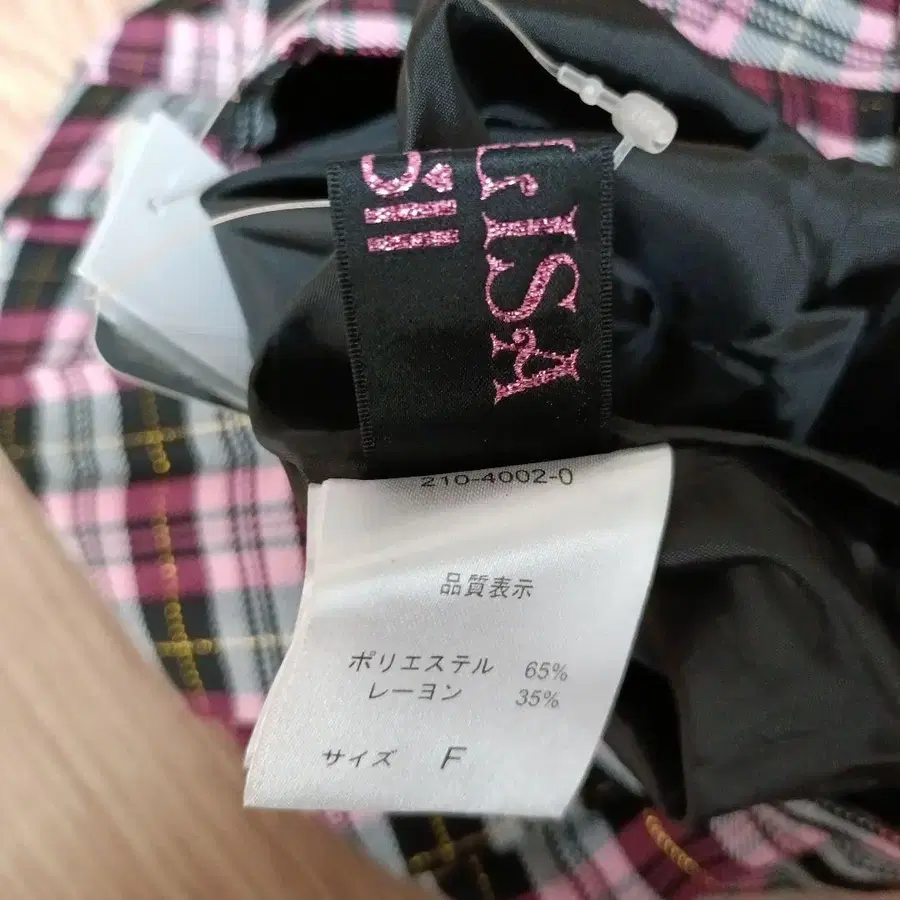 LISA
210-4002-0
品質表示
ポリエステル 65%
レーヨン 35%
サイズ F